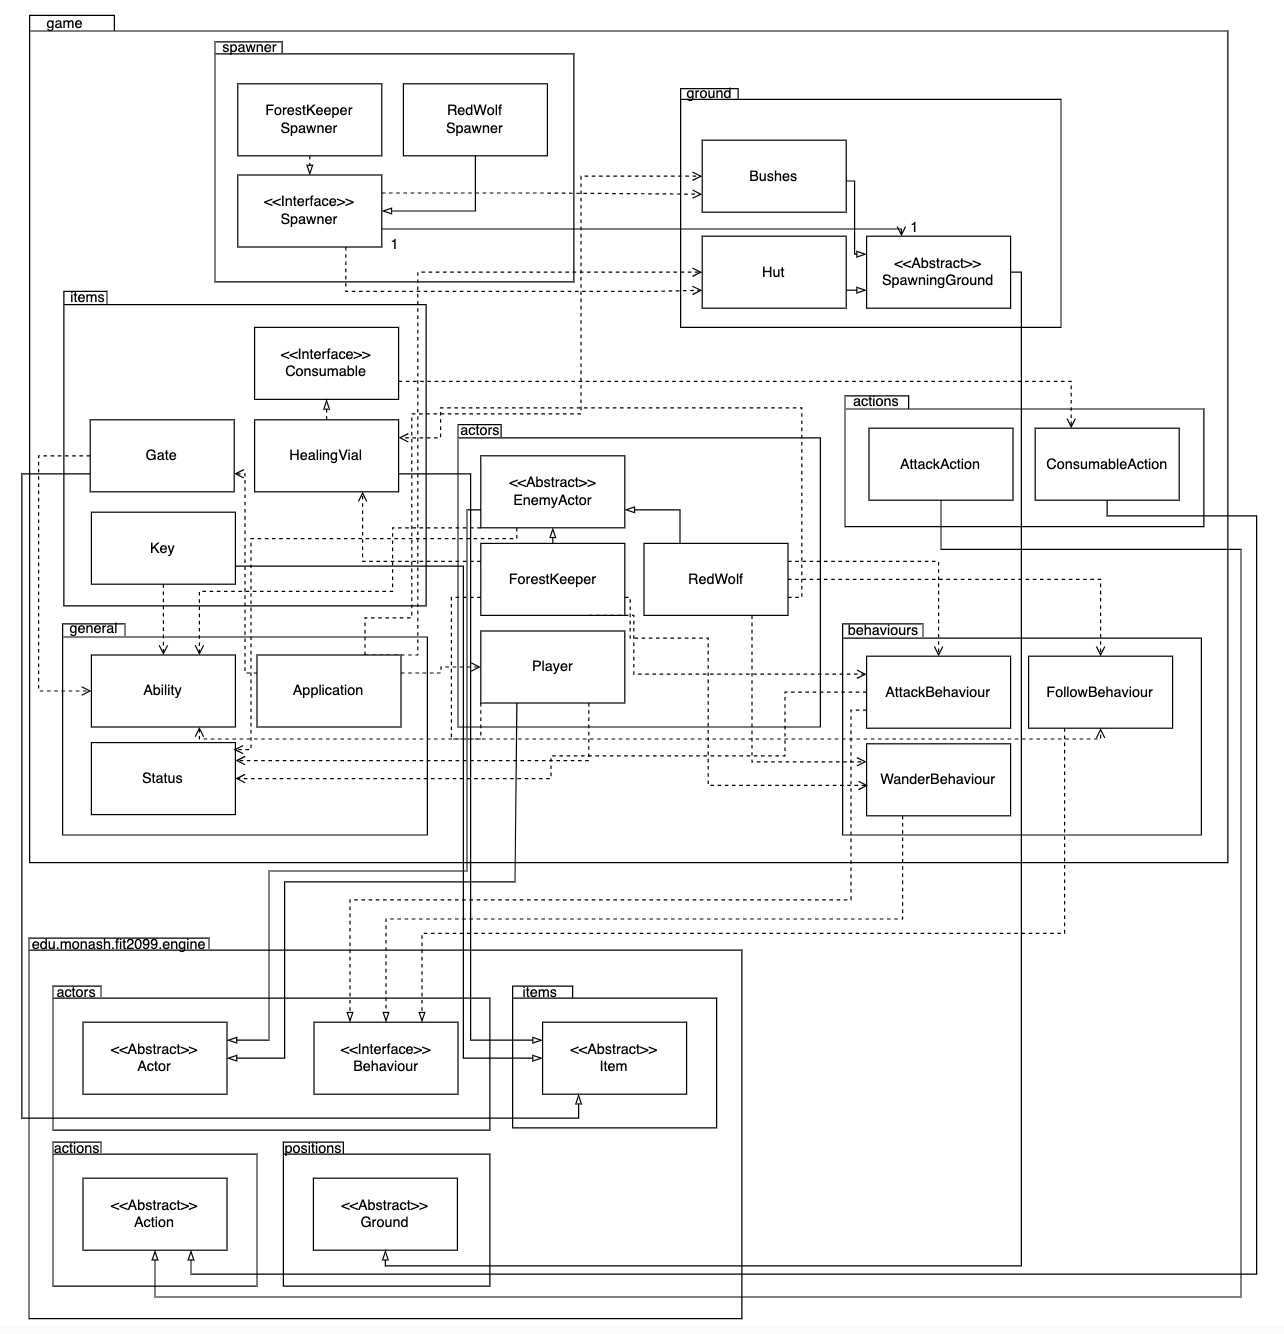 game
spawner
ForestKeeper
Spawner
RedWolf
Spawner
<<Interface>>
Spawner
1
ground
Bushes
1
Hut
<<Abstract>>
SpawningGround
items
<<Interface>>
Consumable
Gate
HealingVial
Key
actors
<<Abstract>>
EnemyActor
ForestKeeper
RedWolf
Player
actions
AttackAction
ConsumableAction
general
Ability
Application
Status
behaviours
AttackBehaviour
FollowBehaviour
WanderBehaviour
edu.monash.fit2099.engine
actors
<<Abstract>>
Actor
<<Interface>>
Behaviour
items
<<Abstract>>
Item
actions
<<Abstract>>
Action
positions
<<Abstract>>
Ground